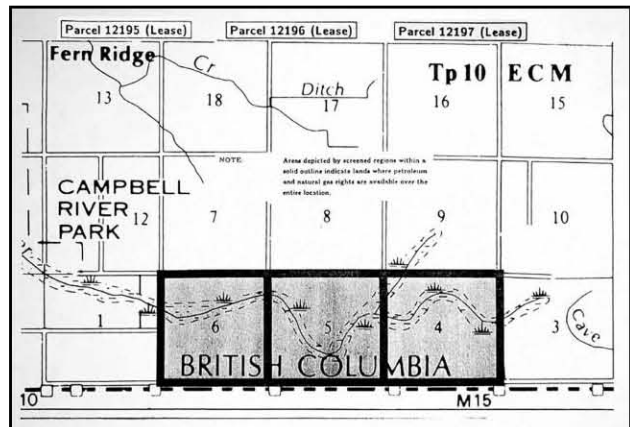 Parcel 12195 (Lease) Parcel 12196 (Lease) Parcel 12197 (Lease)
Fern Ridge Cr Ditch Tp 10 ECM
13 18 17 16 15
NOTE.
Areas depicted by screened regions within a
solid outline indicate lands where petroleum
and natural gas rights are available over the
entire location.
CAMPBELL
RIVER
PARK
12 7 8 9 10
1 6 5 4 3 Cave
BRITISH COLUMBIA
10 M15